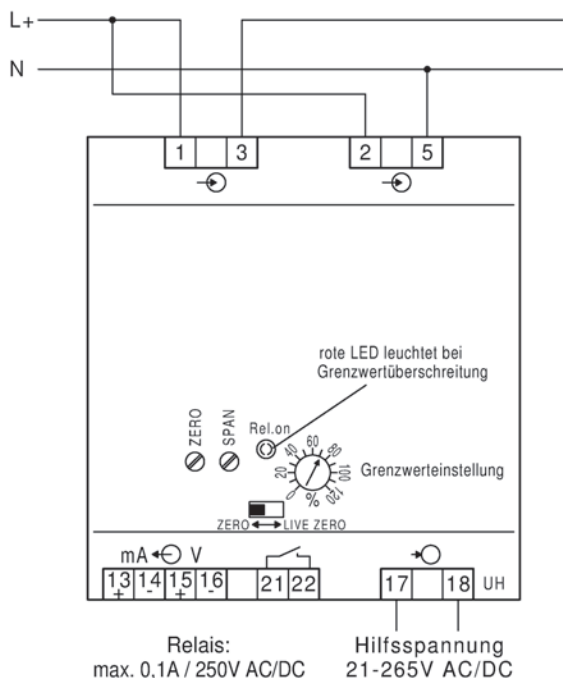 L+
N
1 3 2 5
rote LED leuchtet bei
Grenzwertüberschreitung
ZERO
SPAN
Rel.on
0 20 40 60 80 100 120
%
Grenzwerteinstellung
ZERO LIVE ZERO
mA V
13 14 15 16 21 22 17 18 UH
+ - + -
Relais:
max. 0,1A / 250V AC/DC
Hilfsspannung
21-265V AC/DC